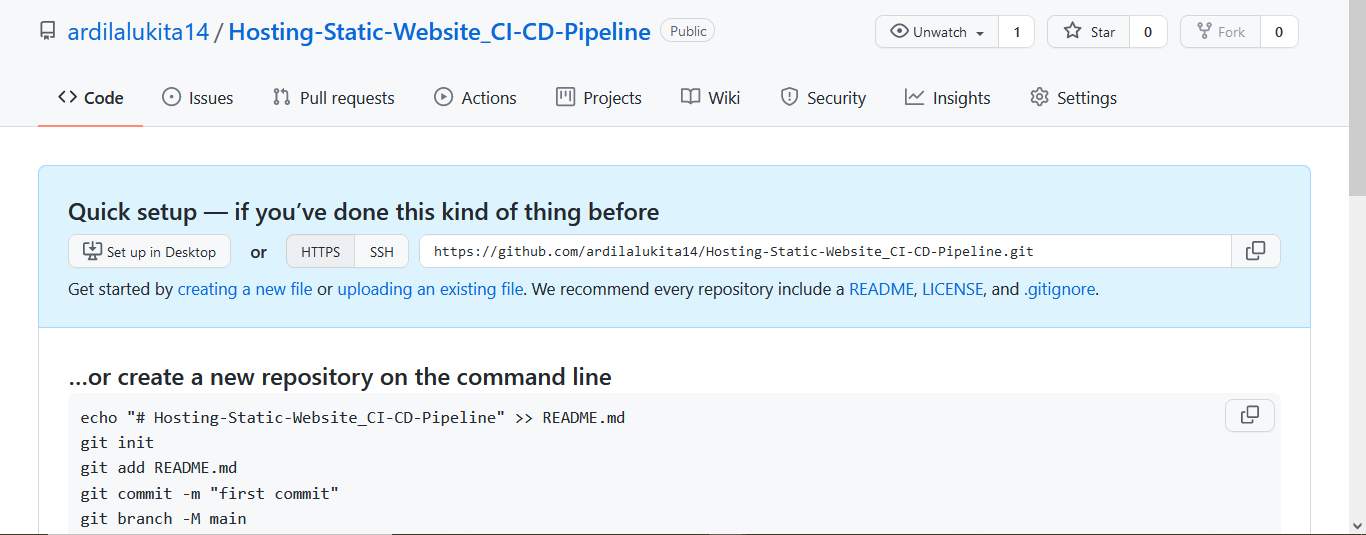 ardilalukita14 / Hosting-Static-Website_CI-CD-Pipeline Public Unwatch 1 Star 0 Fork 0
Code Issues Pull requests Actions Projects Wiki Security Insights Settings
Quick setup — if you’ve done this kind of thing before
Set up in Desktop or HTTPS SSH https://github.com/ardilalukita14/Hosting-Static-Website_CI-CD-Pipeline.git
Get started by creating a new file or uploading an existing file. We recommend every repository include a README, LICENSE, and .gitignore.
…or create a new repository on the command line
echo "# Hosting-Static-Website_CI-CD-Pipeline" >> README.md
git init
git add README.md
git commit -m "first commit"
git branch -M main